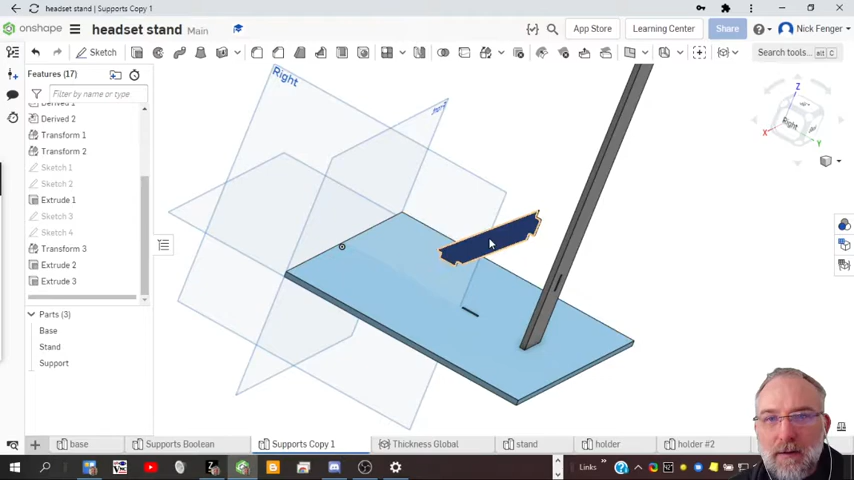 headset stand | Supports Copy 1
onshape
headset stand
Main
App Store
Learning Center
Share
Nick Fenger
Sketch
Search tools...
alt
C
Features (17)
Filter by name or type
Derived 1
Derived 2
Transform 1
Transform 2
Sketch 1
Sketch 2
Extrude 1
Sketch 3
Sketch 4
Transform 3
Extrude 2
Extrude 3
Parts (3)
Base
Stand
Support
Right
Front
Z
Right
X
Y
base
Supports Boolean
Supports Copy 1
Thickness Global
stand
holder
holder #2
Links